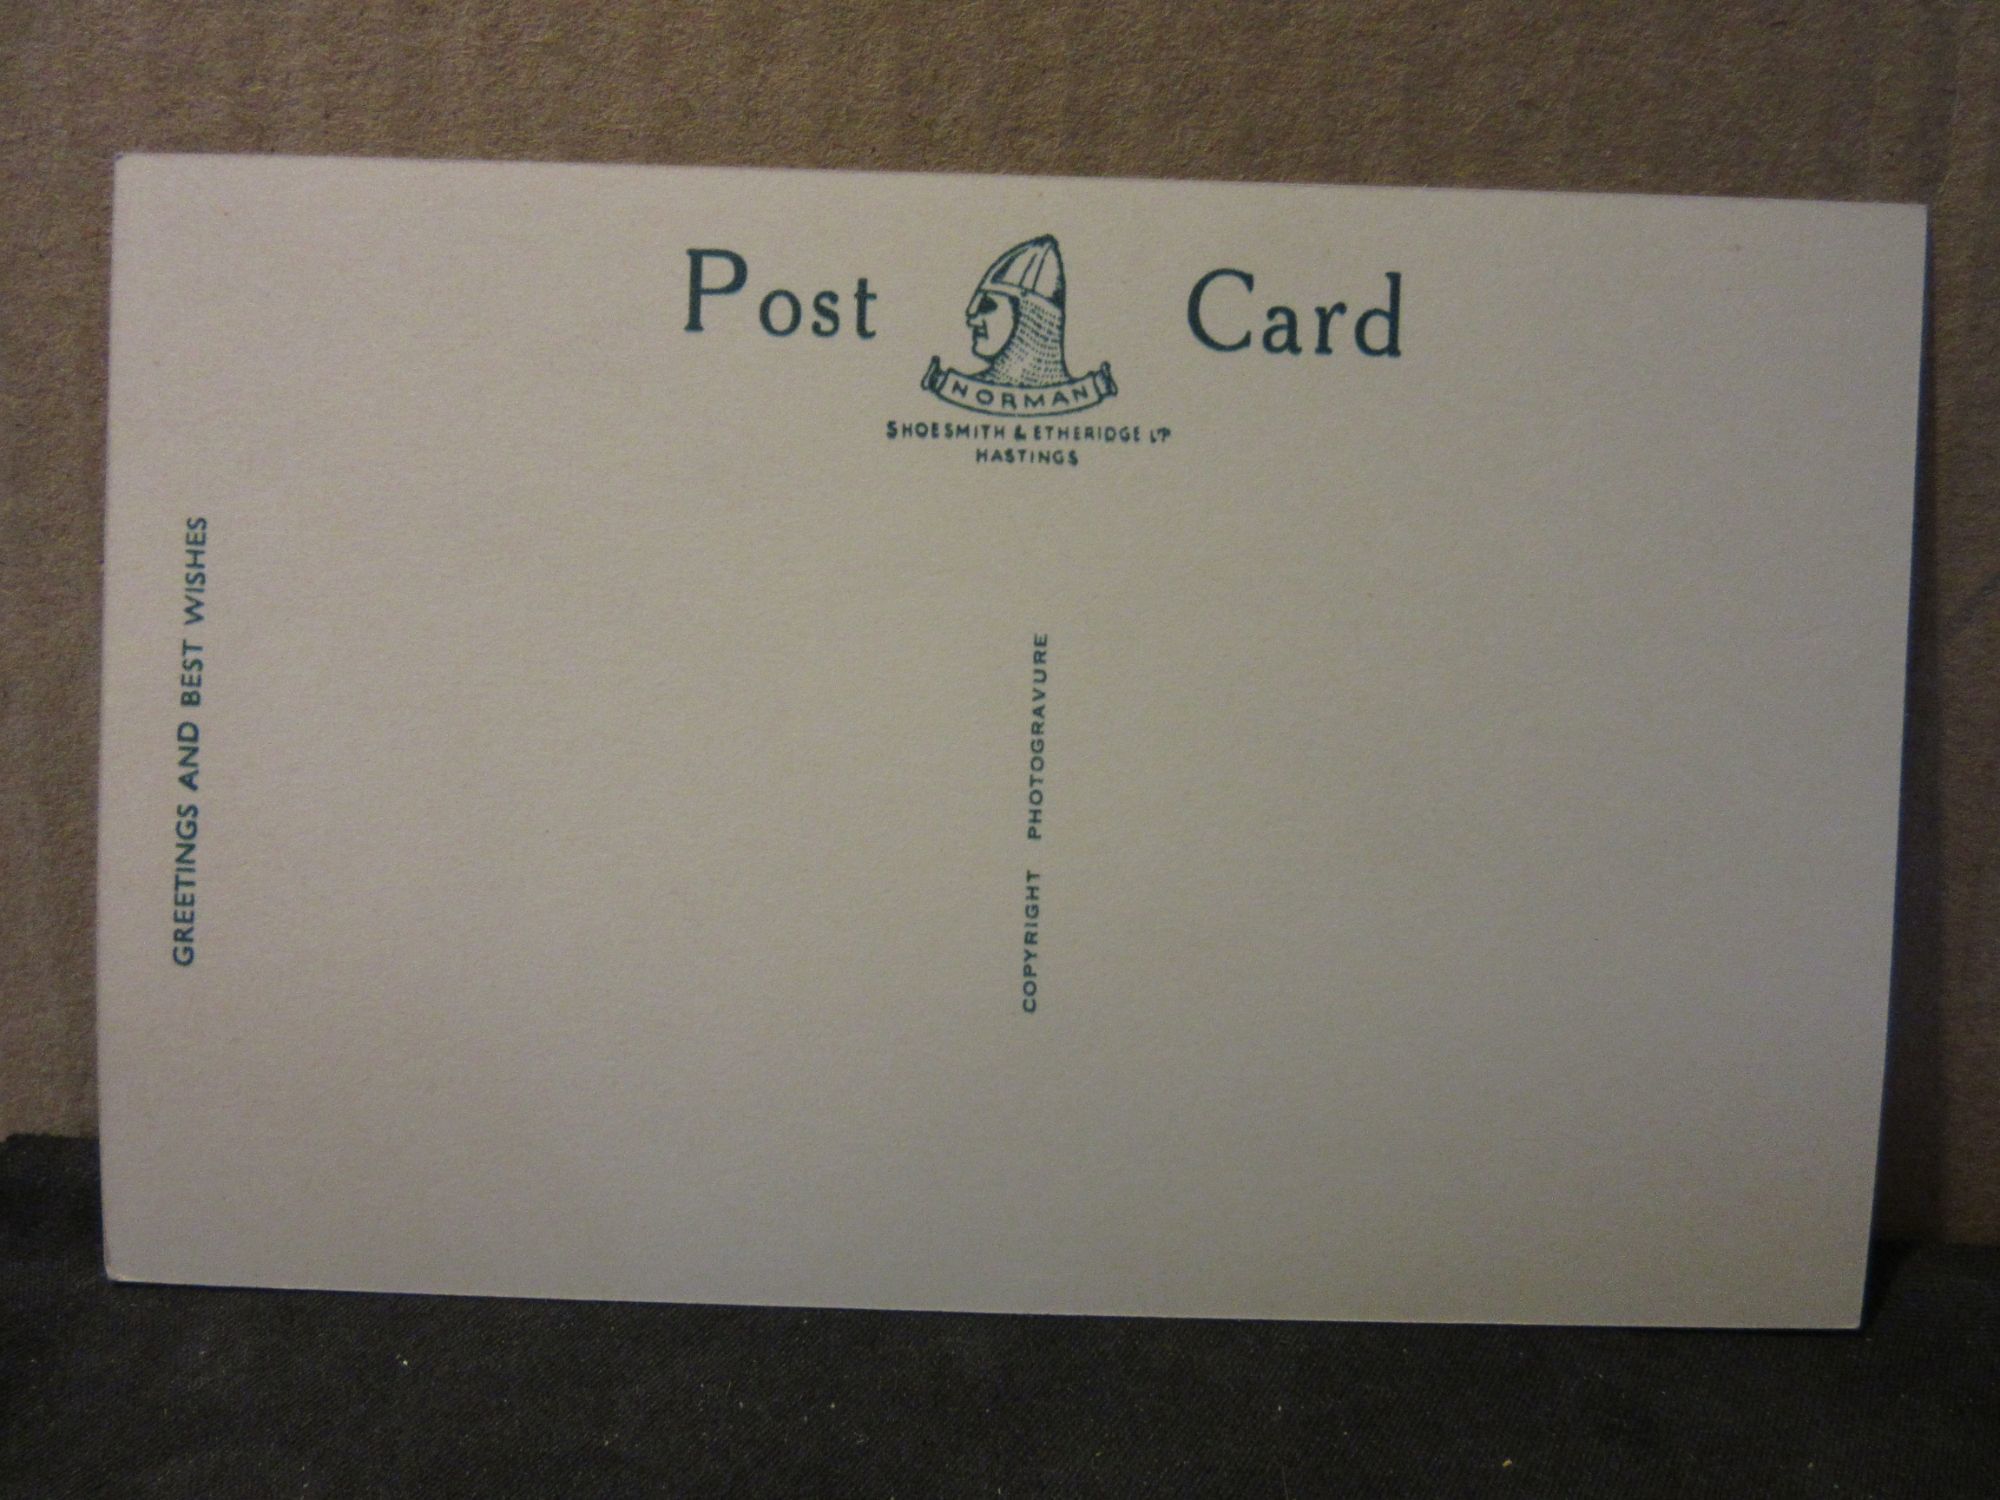 Post Card
NORMAN
SHOESMITH & ETHERIDGE LTD
HASTINGS
GREETINGS AND BEST WISHES
COPYRIGHT PHOTOGRAVURE